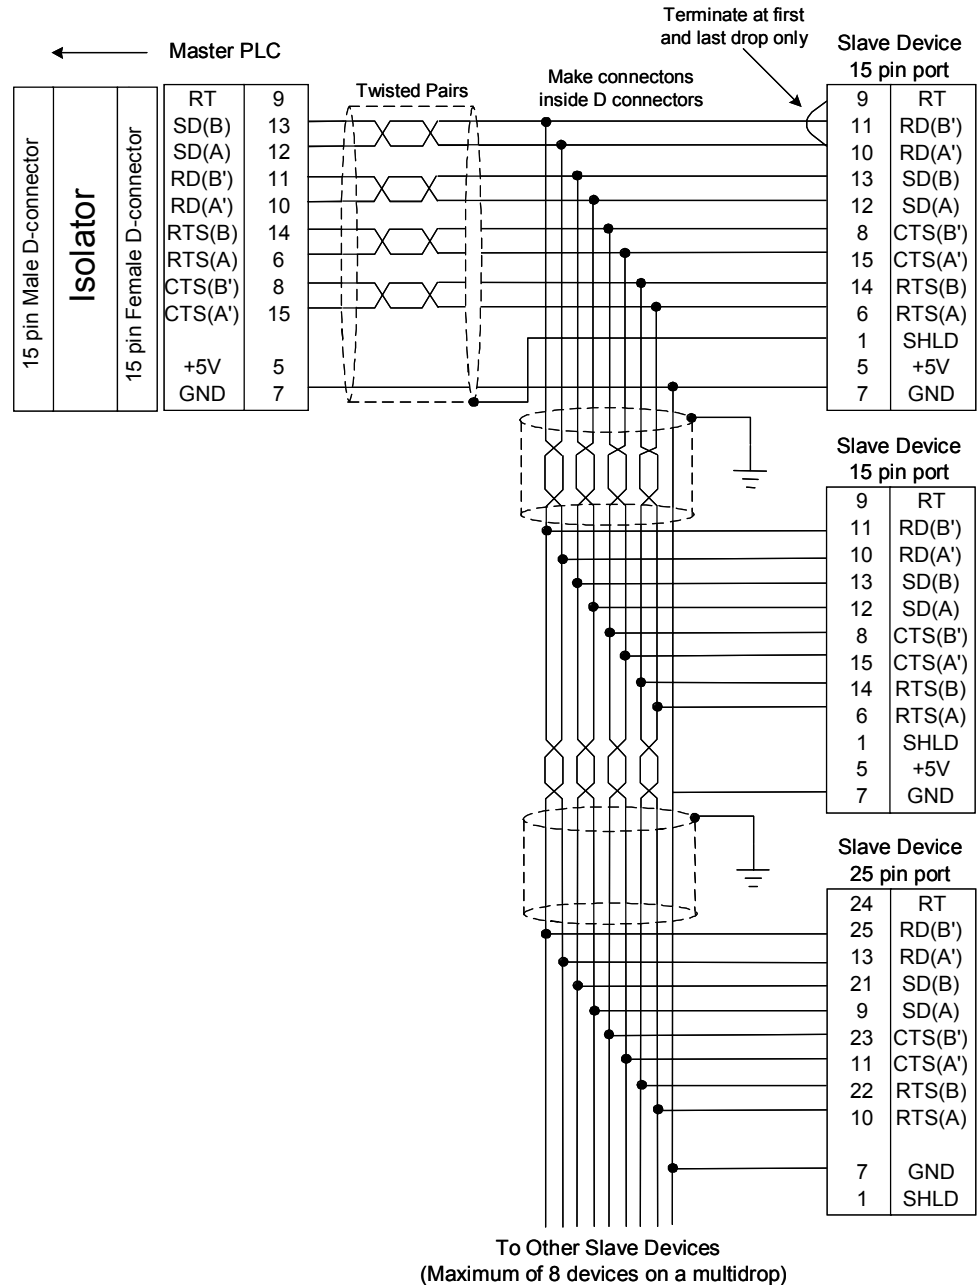 Terminate at first
and last drop only
Master PLC
Slave Device
15 pin port
Twisted Pairs
Make connectons
inside D connectors
15 pin Male D-connector
Isolator
15 pin Female D-connector
RT 9
SD(B) 13
SD(A) 12
RD(B') 11
RD(A') 10
RTS(B) 14
RTS(A) 6
CTS(B') 8
CTS(A') 15
+5V 5
GND 7
9 RT
11 RD(B')
10 RD(A')
13 SD(B)
12 SD(A)
8 CTS(B')
15 CTS(A')
14 RTS(B)
6 RTS(A)
1 SHLD
5 +5V
7 GND
Slave Device
15 pin port
9 RT
11 RD(B')
10 RD(A')
13 SD(B)
12 SD(A)
8 CTS(B')
15 CTS(A')
14 RTS(B)
6 RTS(A)
1 SHLD
5 +5V
7 GND
Slave Device
25 pin port
24 RT
25 RD(B')
13 RD(A')
21 SD(B)
9 SD(A)
23 CTS(B')
11 CTS(A')
22 RTS(B)
10 RTS(A)
7 GND
1 SHLD
To Other Slave Devices
(Maximum of 8 devices on a multidrop)